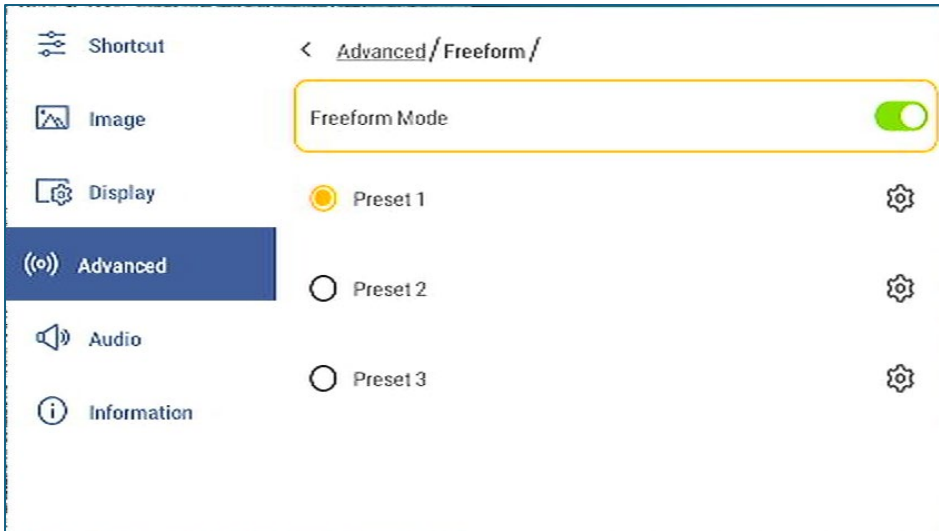 Shortcut
Image
Display
Advanced
Audio
Information
< Advanced/Freeform/
Freeform Mode
Preset 1
Preset 2
Preset 3